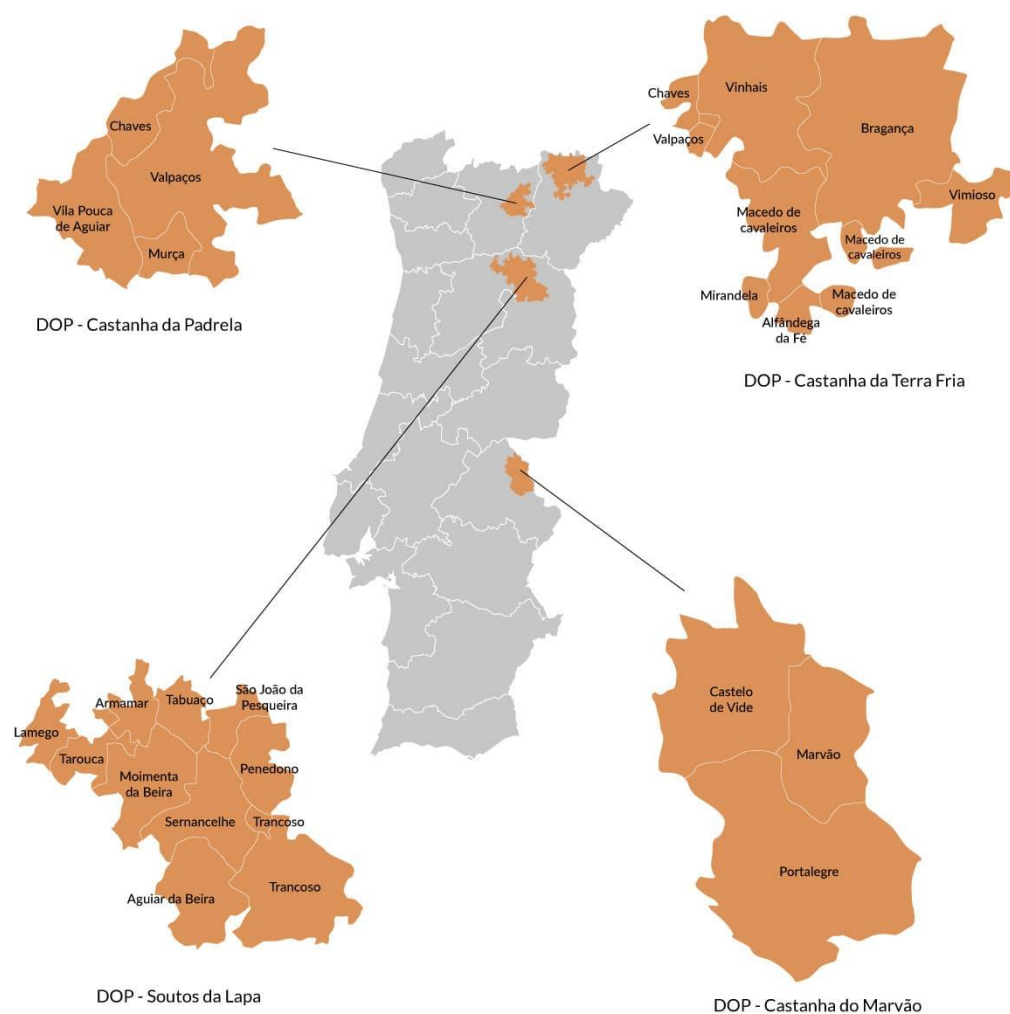 Chaves
Valpaços
Vila Pouca
de Aguiar
Murça
DOP - Castanha da Padrela
Chaves
Vinhais
Bragança
Valpaços
Vimioso
Macedo de
cavaleiros
Macedo de
cavaleiros
Mirandela
Macedo de
cavaleiros
Alfândega
da Fé
DOP - Castanha da Terra Fria
São João da
Pesqueira
Tabuaço
Armamar
Lamego
Tarouca
Penedono
Moimenta
da Beira
Sernancelhe
Trancoso
Aguiar da Beira
Trancoso
DOP - Soutos da Lapa
Castelo
de Vide
Marvão
Portalegre
DOP - Castanha do Marvão